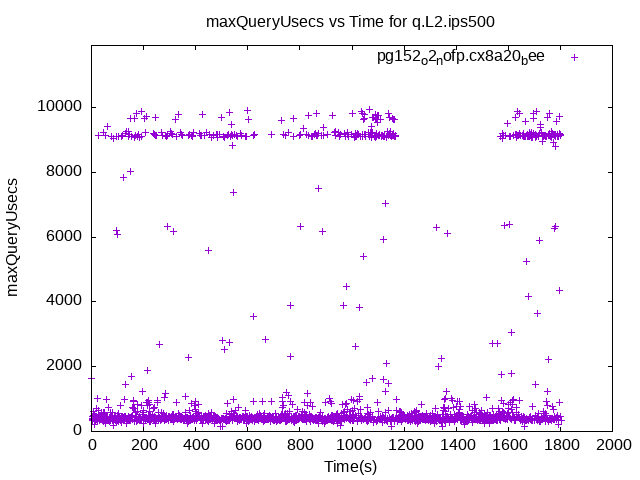 maxQueryUsecs vs Time for q.L2.ips500
pg152o2nofp.cx8a20bee
10000
8000
6000
4000
2000
0
maxQueryUsecs
0 200 400 600 800 1000 1200 1400 1600 1800 2000
Time(s)